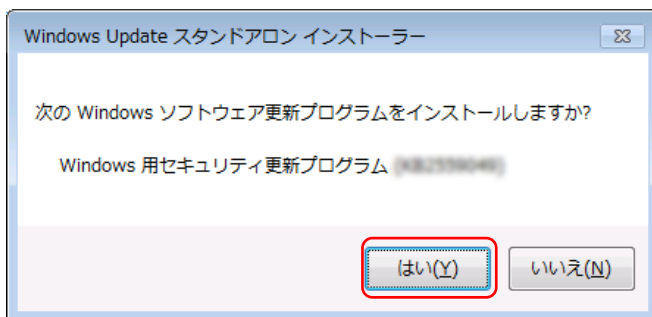 Windows Update スタンドアロン インストーラー
次の Windows ソフトウェア更新プログラムをインストールしますか?
Windows 用セキュリティ更新プログラム
はい(Y)
いいえ(N)